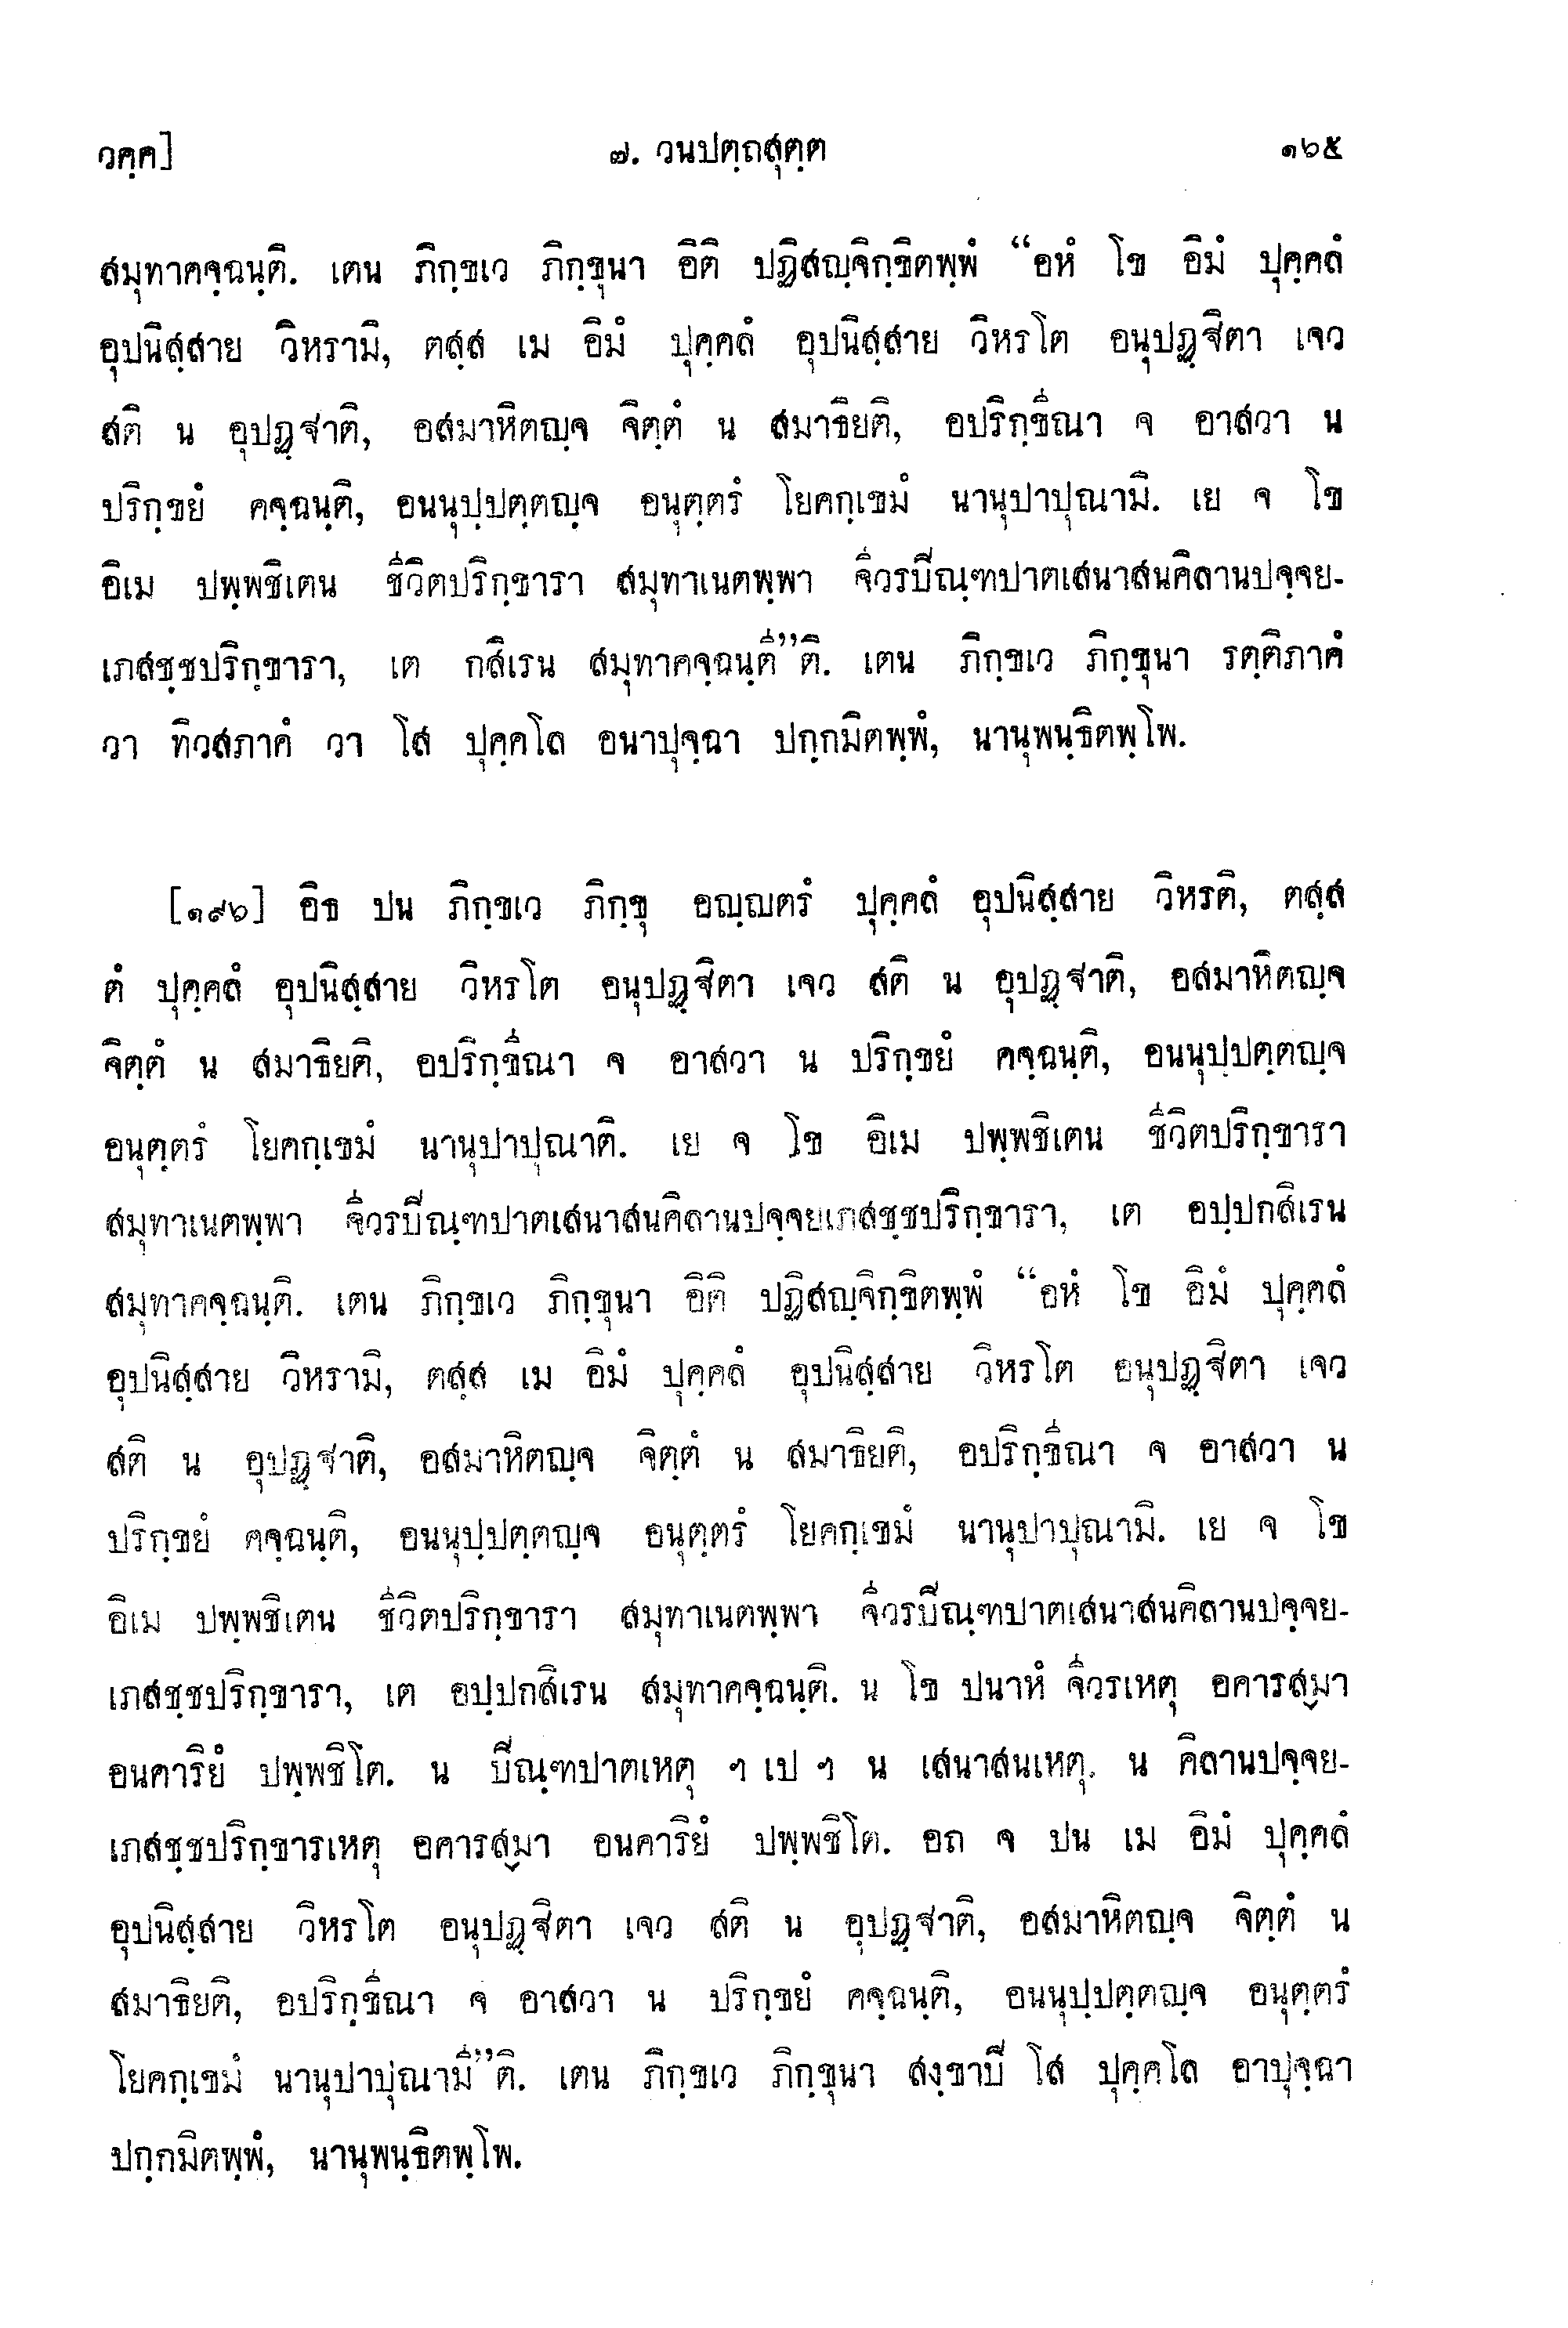 วคฺค]
๗. วนปตฺถสุตฺต
๑๖๕
สมุทาคจฺฉนฺติ. เตน ภิกฺขเว ภิกฺขุนา อิติ ปฏิสญฺจิกฺขิตพฺพํ “อหํ โข อิมํ ปุคฺคลํ
อุปนิสฺสาย วิหรามิ, ตสฺส เม อิมํ ปุคฺคลํ อุปนิสฺสาย วิหรโต อนุปฏฺฐิตา เจว
สติ น อุปฏฺฐาติ, อสมาหิตญฺจ จิตฺตํ น สมาธิยติ, อปริกฺขีณา จ อาสวา น
ปริกฺขยํ คจฺฉนฺติ, อนนุปฺปตฺตญฺจ อนุตฺตรํ โยคกฺเขมํ นานุปาปุณามิ. เย จ โข
อิเม ปพฺพชิเตน ชีวิตปริกฺขารา สมุทาเนตพฺพา จีวรปีณฺฑปาตเสนาสนคิลานปจฺจย-
เภสชฺชปริกฺขารา, เต กสิเรน สมุทาคจฺฉนฺตี”ติ. เตน ภิกฺขเว ภิกฺขุนา รตฺติภาคํ
วา ทิวสภาคํ วา โส ปุคฺคโล อนาปุจฺฉา ปกฺกมิตพฺพํ, นานุพนฺธิตพฺโพ.
[๑๙๖] อิธ ปน ภิกฺขเว ภิกฺขุ อญฺญตรํ ปุคฺคลํ อุปนิสฺสาย วิหรติ, ตสฺส
ตํ ปุคฺคลํ อุปนิสฺสาย วิหรโต อนุปฏฺฐิตา เจว สติ น อุปฏฺฐาติ, อสมาหิตญฺจ
จิตฺตํ น สมาธิยติ, อปริกฺขีณา จ อาสวา น ปริกฺขยํ คจฺฉนฺติ, อนนุปฺปตฺตญฺจ
อนุตฺตรํ โยคกฺเขมํ นานุปาปุณาติ. เย จ โข อิเม ปพฺพชิเตน ชีวิตปริกฺขารา
สมุทาเนตพฺพา จีวรปีณฺฑปาตเสนาสนคิลานปจฺจยเภสชฺชปริกฺขารา, เต อปฺปกสิเรน
สมุทาคจฺฉนฺติ. เตน ภิกฺขเว ภิกฺขุนา อิติ ปฏิสญฺจิกฺขิตพฺพํ “อหํ โข อิมํ ปุคฺคลํ
อุปนิสฺสาย วิหรามิ, ตสฺส เม อิมํ ปุคฺคลํ อุปนิสฺสาย วิหรโต อนุปฏฺฐิตา เจว
สติ น อุปฏฺฐาติ, อสมาหิตญฺจ จิตฺตํ น สมาธิยติ, อปริกฺขีณา จ อาสวา น
ปริกฺขยํ คจฺฉนฺติ, อนนุปฺปตฺตญฺจ อนุตฺตรํ โยคกฺเขมํ นานุปาปุณามิ. เย จ โข
อิเม ปพฺพชิเตน ชีวิตปริกฺขารา สมุทาเนตพฺพา จีวรปีณฺฑปาตเสนาสนคิลานปจฺจย-
เภสชฺชปริกฺขารา, เต อปฺปกสิเรน สมุทาคจฺฉนฺติ. น โข ปนาหํ จีวรเหตุ อคารสฺมา
อนคาริยํ ปพฺพชิโต. น ปีณฺฑปาตเหตุ ฯ เป ฯ น เสนาสนเหตุ. น คิลานปจฺจย-
เภสชฺชปริกฺขารเหตุ อคารสฺมา อนคาริยํ ปพฺพชิโต. อถ จ ปน เม อิมํ ปุคฺคลํ
อุปนิสฺสาย วิหรโต อนุปฏฺฐิตา เจว สติ น อุปฏฺฐาติ, อสมาหิตญฺจ จิตฺตํ น
สมาธิยติ, อปริกฺขีณา จ อาสวา น ปริกฺขยํ คจฺฉนฺติ, อนนุปฺปตฺตญฺจ อนุตฺตรํ
โยคกฺเขมํ นานุปาปุณามี”ติ. เตน ภิกฺขเว ภิกฺขุนา สงฺขาปี โส ปุคฺคโล อาปุจฺฉา
ปกฺกมิตพฺพํ, นานุพนฺธิตพฺโพ.